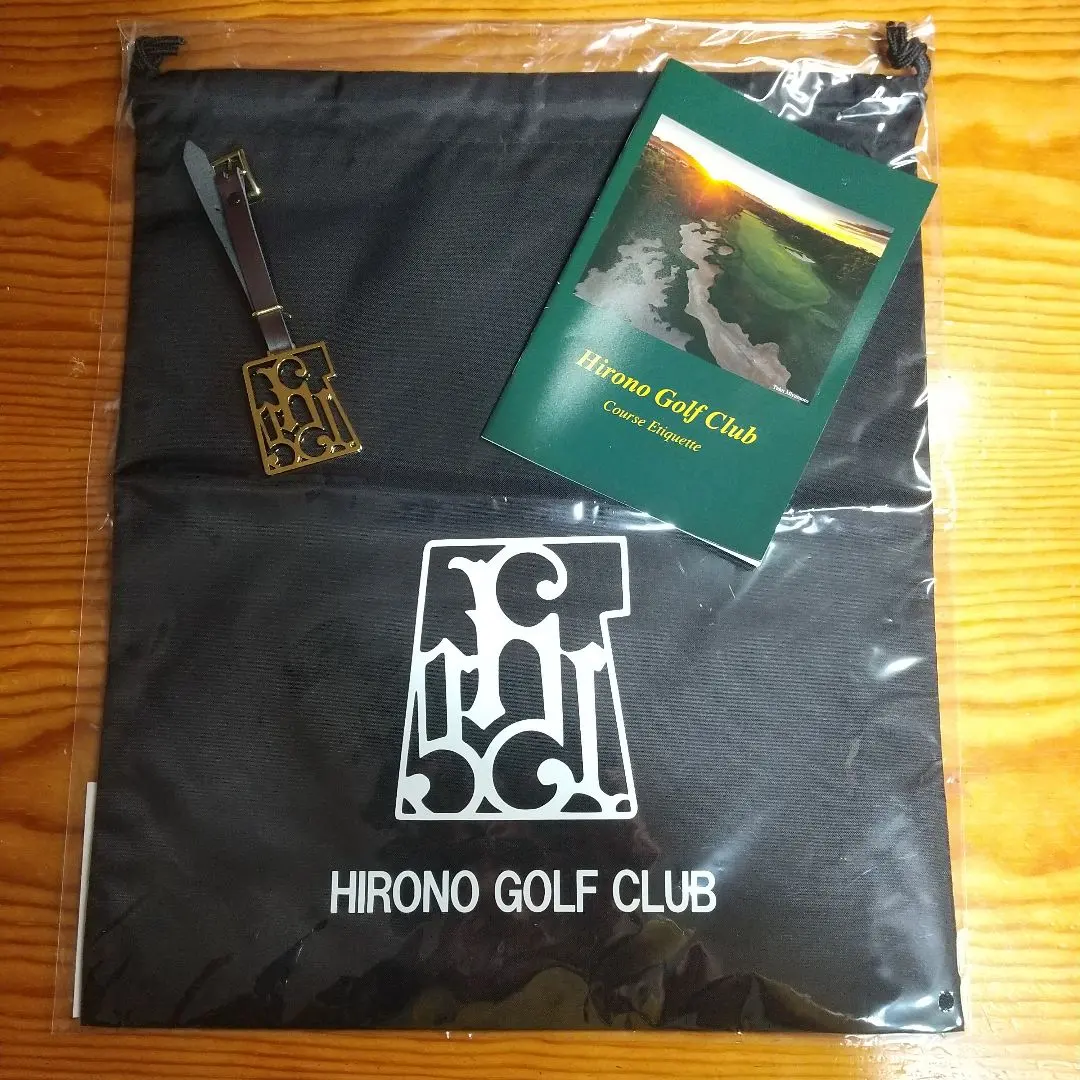 Hirono Golf Club
Course Etiquette
HIRONO GOLF CLUB